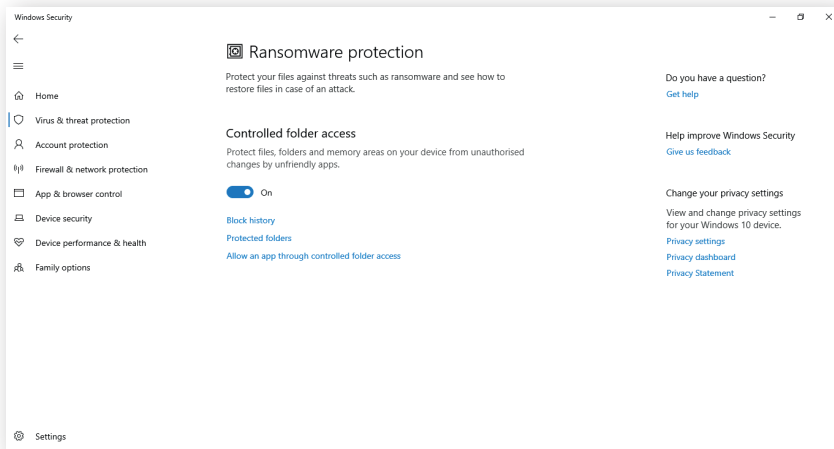 Windows Security
Home
Virus & threat protection
Account protection
Firewall & network protection
App & browser control
Device security
Device performance & health
Family options
Settings
Ransomware protection
Protect your files against threats such as ransomware and see how to
restore files in case of an attack.
Controlled folder access
Protect files, folders and memory areas on your device from unauthorised
changes by unfriendly apps.
On
Block history
Protected folders
Allow an app through controlled folder access
Do you have a question?
Get help
Help improve Windows Security
Give us feedback
Change your privacy settings
View and change privacy settings
for your Windows 10 device.
Privacy settings
Privacy dashboard
Privacy Statement